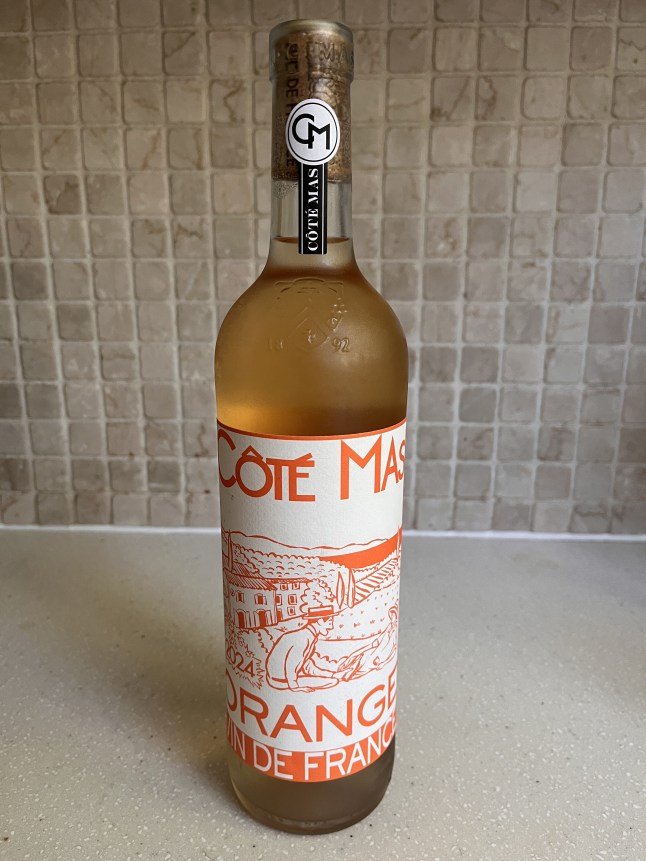 CM
CÔTÉ MAS
92
CÔTÉ MAS
2024
ORANGE
VIN DE FRANCE